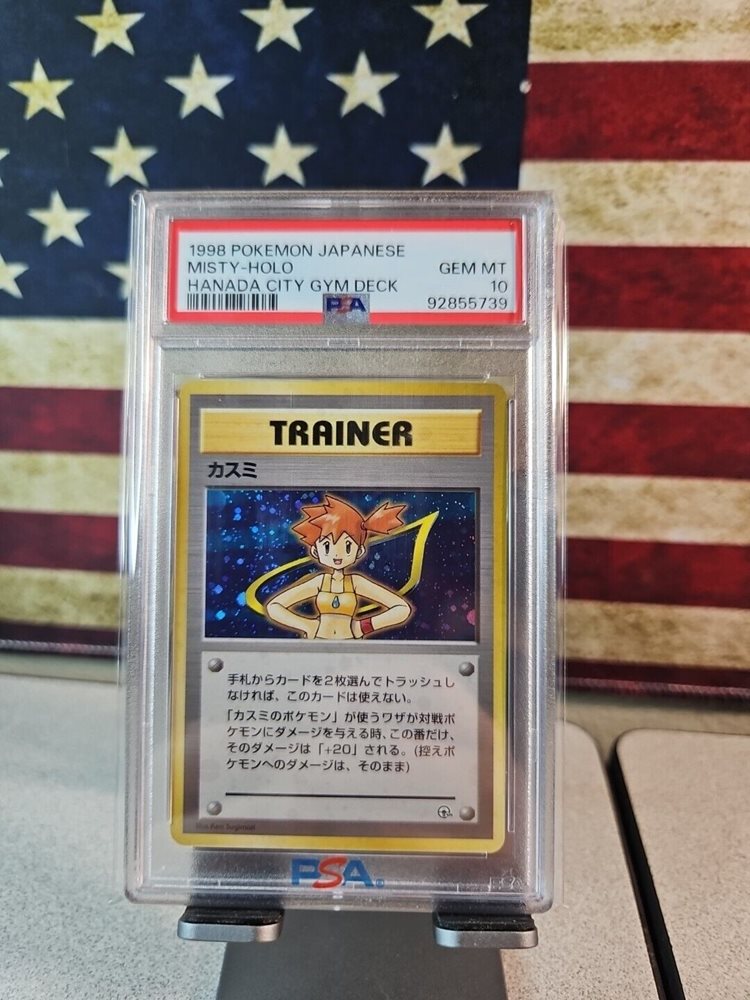 1998 POKEMON JAPANESE
MISTY-HOLO GEM MT
HANADA CITY GYM DECK 10
PSA 92855739
TRAINER
カスミ
手札からカードを2枚選んでトラッシュし
なければ、このカードは使えない。
「カスミのポケモン」が使うワザが対戦ポ
ケモンにダメージを与える時、この番だけ、
そのダメージは「+20」される。(控えポ
ケモンへのダメージは、そのまま)
Illus. Ken Sugimori
PSA